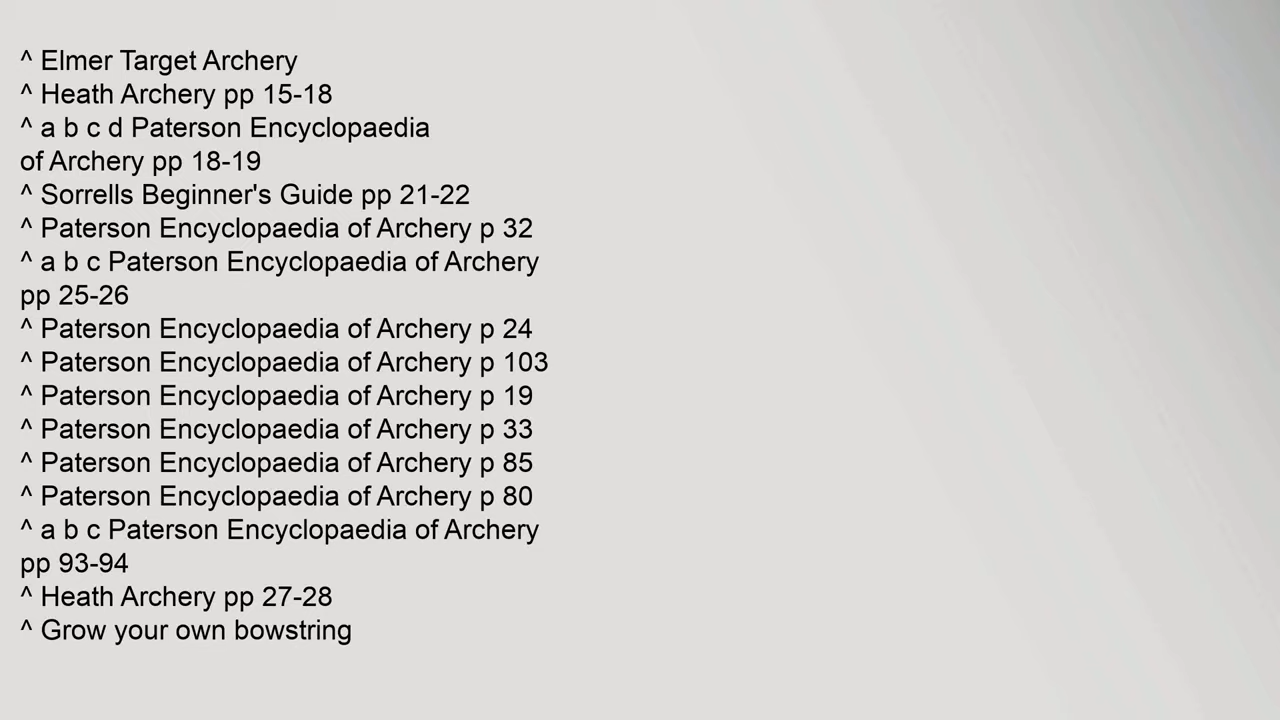 ^ Elmer Target Archery
^ Heath Archery pp 15-18
^ a b c d Paterson Encyclopaedia
of Archery pp 18-19
^ Sorrells Beginner's Guide pp 21-22
^ Paterson Encyclopaedia of Archery p 32
^ a b c Paterson Encyclopaedia of Archery
pp 25-26
^ Paterson Encyclopaedia of Archery p 24
^ Paterson Encyclopaedia of Archery p 103
^ Paterson Encyclopaedia of Archery p 19
^ Paterson Encyclopaedia of Archery p 33
^ Paterson Encyclopaedia of Archery p 85
^ Paterson Encyclopaedia of Archery p 80
^ a b c Paterson Encyclopaedia of Archery
pp 93-94
^ Heath Archery pp 27-28
^ Grow your own bowstring